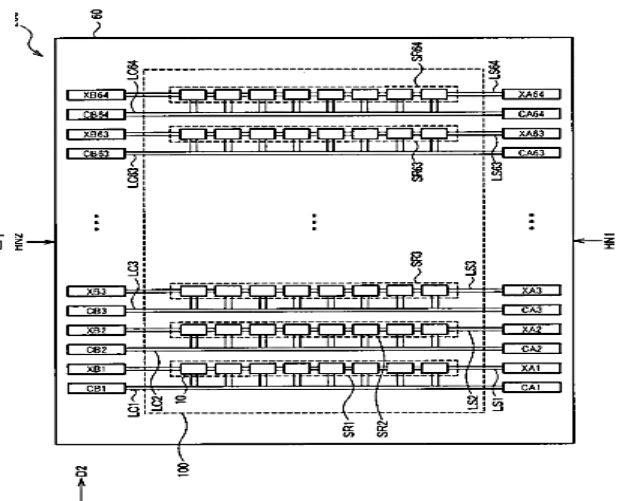 60
LC64
SR64
LS64
XB64
XA64
CB64
CA64
XB63
XA63
CB63
CA63
LC63
SR63
LS63
HN2
HN1
LC3
SR3
LS3
XB3
XA3
CB3
CA3
XB2
XA2
CB2
CA2
XB1
XA1
CB1
CA1
LC1
LC2
10
SR1
SR2
LS2
LS1
100
D2